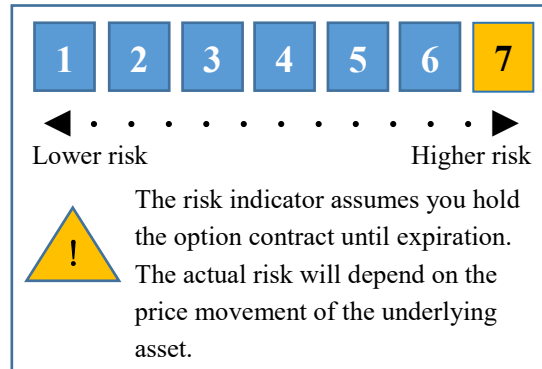 1 2 3 4 5 6 7
Lower risk Higher risk
!
The risk indicator assumes you hold
the option contract until expiration.
The actual risk will depend on the
price movement of the underlying
asset.